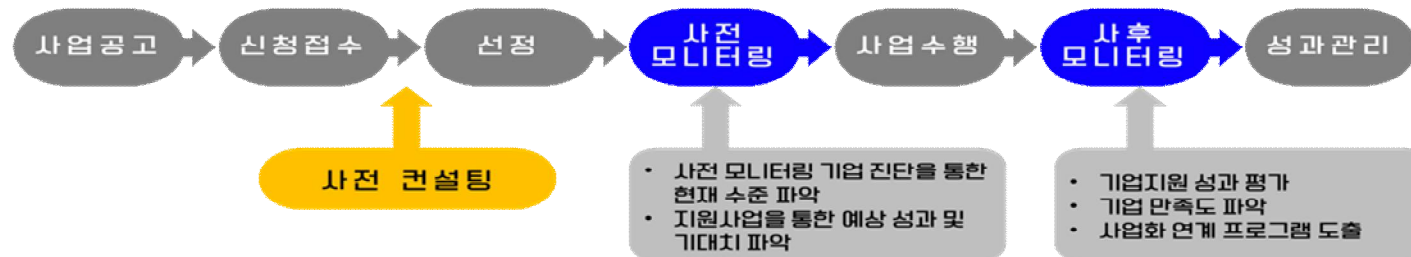 사업공고
신청접수
선정
사전
모니터링
사업수행
사후
모니터링
성과관리
사전 컨설팅
• 사전 모니터링 기업 진단을 통한
현재 수준 파악
• 지원사업을 통한 예상 성과 및
기대치 파악
• 기업지원 성과 평가
• 기업 만족도 파악
• 사업화 연계 프로그램 도출